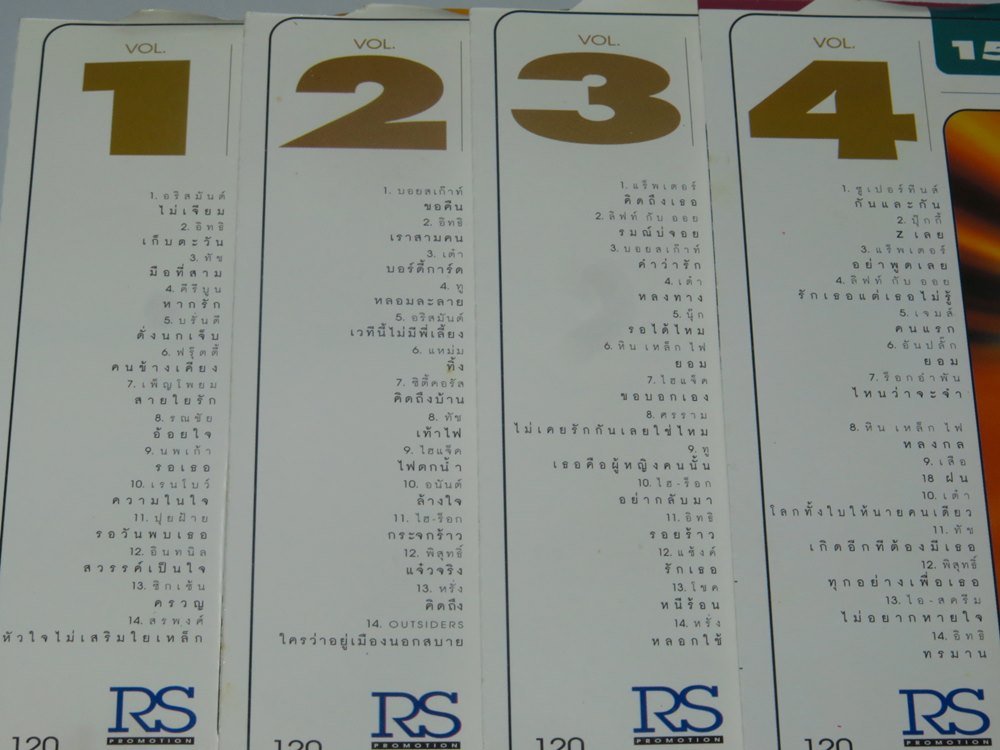 VOL.
1
1. อริสมันต์
ไม่เจียม
2. อิทธิ
เก็บตะวัน
3. ทัช
มือที่สาม
4. คีรีบูน
หากรัก
5. บรั่นดี
ดั่งนกเจ็บ
6. ฟรุ๊ตตี้
คนข้างเคียง
7. เพ็ญโพยม
สายใยรัก
8. รณชัย
อ้อยใจ
9. นพเก้า
รอเธอ
10. เรนโบว์
ความในใจ
11. ปุยฝ้าย
รอวันพบเธอ
12. อินทนิล
สวรรค์เป็นใจ
13. ซิกเซ้น
ครวญ
14. สรพงศ์
หัวใจไม่เสริมใยเหล็ก
RS
PROMOTION
120
VOL.
2
1. บอยสเก๊าท์
ขอคืน
2. อิทธิ
เราสามคน
3. เต๋า
บอร์ดี้การ์ด
4. ทู
หลอมละลาย
5. อริสมันต์
เวทีนี้ไม่มีพี่เลี้ยง
6. แหม่ม
ทิ้ง
7. ซิตี้คอรัส
คิดถึงบ้าน
8. ทัช
เท้าไฟ
9. ไฮแจ็ค
ไฟตกน้ำ
10. อนันต์
ล้างใจ
11. ไฮ-ร็อก
กระจกร้าว
12. พิสุทธิ์
แจ๋วจริง
13. หรั่ง
คิดถึง
14. OUTSIDERS
ใครว่าอยู่เมืองนอกสบาย
RS
PROMOTION
120
VOL.
3
1. แร็พเตอร์
คิดถึงเธอ
2. ลิฟท์ กับ ออย
รมณ์บ่จอย
3. บอยสเก๊าท์
คำว่ารัก
4. เต๋า
หลงทาง
5. นุ๊ก
รอได้ไหม
6. หิน เหล็ก ไฟ
ยอม
7. ไฮแจ็ค
ขอบอกเอง
8. ศรราม
ไม่เคยรักกันเลยใช่ไหม
9. ทู
เธอคือผู้หญิงคนนั้น
10. ไฮ-ร็อก
อย่ากลับมา
11. อิทธิ
รอยร้าว
12. แช้งค์
รักเธอ
13. โชค
หนีร้อน
14. หรั่ง
หลอกใช้
RS
PROMOTION
120
VOL.
4
1. ซูเปอร์ทีนส์
กันและกัน
2. ปุ๊กกี้
Z เลย
3. แร็พเตอร์
อย่าพูดเลย
4. ลิฟท์ กับ ออย
รักเธอแต่เธอไม่รู้
5. เจมส์
คนแรก
6. อันปลั๊ก
ยอม
7. ร็อกอำพัน
ไหนว่าจะจำ
8. หิน เหล็ก ไฟ
หลงกล
9. เสือ
18 ฝน
10. เต๋า
โลกทั้งใบให้นายคนเดียว
11. ทัช
เกิดอีกทีต้องมีเธอ
12. พิสุทธิ์
ทุกอย่างเพื่อเธอ
13. ไอ-สครีม
ไม่อยากหายใจ
14. อิทธิ
ทรมาน
RS
PROMOTION
120
15